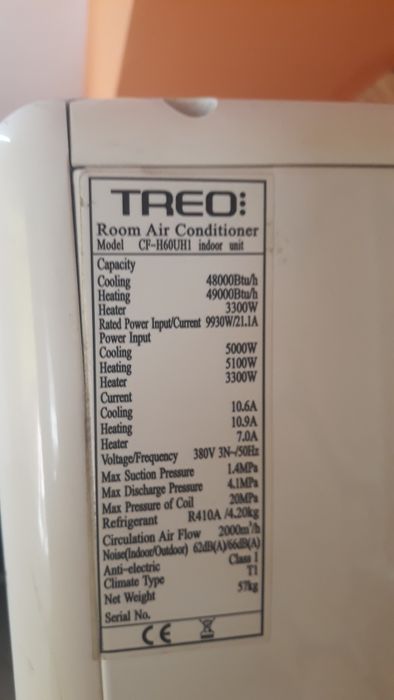 TREO
Room Air Conditioner
Model CF-H60UH1 indoor unit
Capacity
Cooling 48000Btu/h
Heating 49000Btu/h
Heater 3300W
Rated Power Input/Current 9930W/21.1A
Power Input
Cooling 5000W
Heating 5100W
Heater 3300W
Current
Cooling 10.6A
Heating 10.9A
Heater 7.0A
Voltage/Frequency 380V 3N~/50Hz
Max Suction Pressure 1.4MPa
Max Discharge Pressure 4.1MPa
Max Pressure of Coil 20MPa
Refrigerant R410A /4.20kg
Circulation Air Flow 2000m³/h
Noise(Indoor/Outdoor) 62dB(A)/66dB(A)
Anti-electric Class I
Climate Type T1
Net Weight 57kg
Serial No.
CE